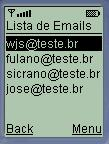 Lista de Emails
wjs@teste.br
fulano@teste.br
sicrano@teste.br
jose@teste.br
Back Menu